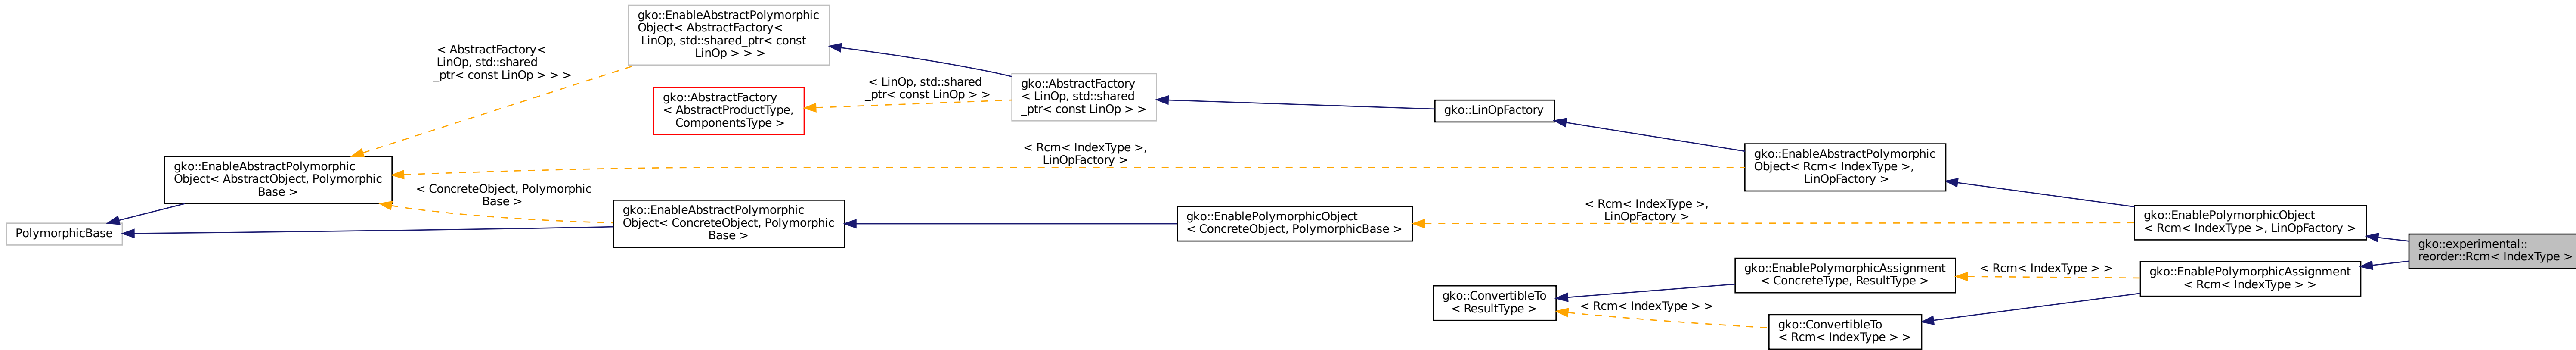 gko::EnableAbstractPolymorphic
Object< AbstractFactory<
LinOp, std::shared_ptr< const
LinOp > > >
< AbstractFactory<
LinOp, std::shared
_ptr< const LinOp > > >
gko::AbstractFactory
< AbstractProductType,
ComponentsType >
< LinOp, std::shared
_ptr< const LinOp > >
gko::AbstractFactory
< LinOp, std::shared
_ptr< const LinOp > >
gko::LinOpFactory
gko::EnableAbstractPolymorphic
Object< AbstractObject, Polymorphic
Base >
< Rcm< IndexType >,
LinOpFactory >
gko::EnableAbstractPolymorphic
Object< Rcm< IndexType >,
LinOpFactory >
< ConcreteObject, Polymorphic
Base >
PolymorphicBase
gko::EnableAbstractPolymorphic
Object< ConcreteObject, Polymorphic
Base >
gko::EnablePolymorphicObject
< ConcreteObject, PolymorphicBase >
< Rcm< IndexType >,
LinOpFactory >
gko::EnablePolymorphicObject
< Rcm< IndexType >, LinOpFactory >
gko::experimental::
reorder::Rcm< IndexType >
gko::EnablePolymorphicAssignment
< ConcreteType, ResultType >
< Rcm< IndexType > >
gko::EnablePolymorphicAssignment
< Rcm< IndexType > >
gko::ConvertibleTo
< ResultType >
< Rcm< IndexType > >
gko::ConvertibleTo
< Rcm< IndexType > >